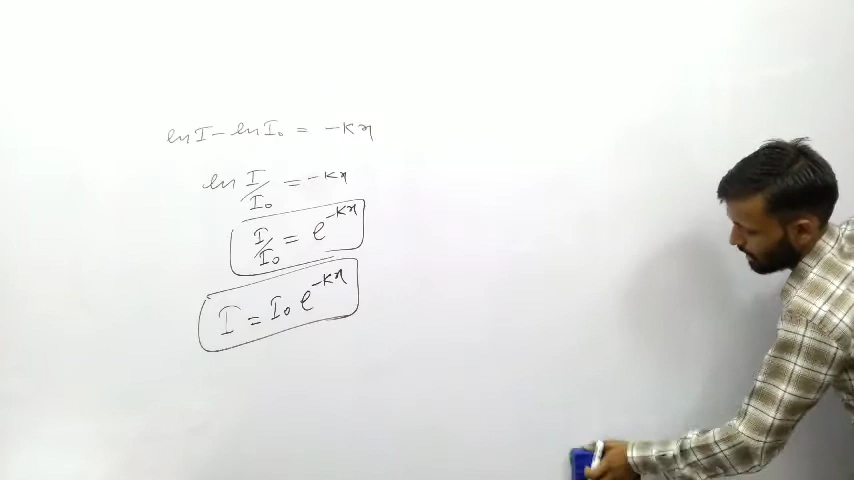 ln I - ln I₀ = -Kx
ln I/I₀ = -Kx
I/I₀ = e^-Kx
I = I₀ e^-Kx